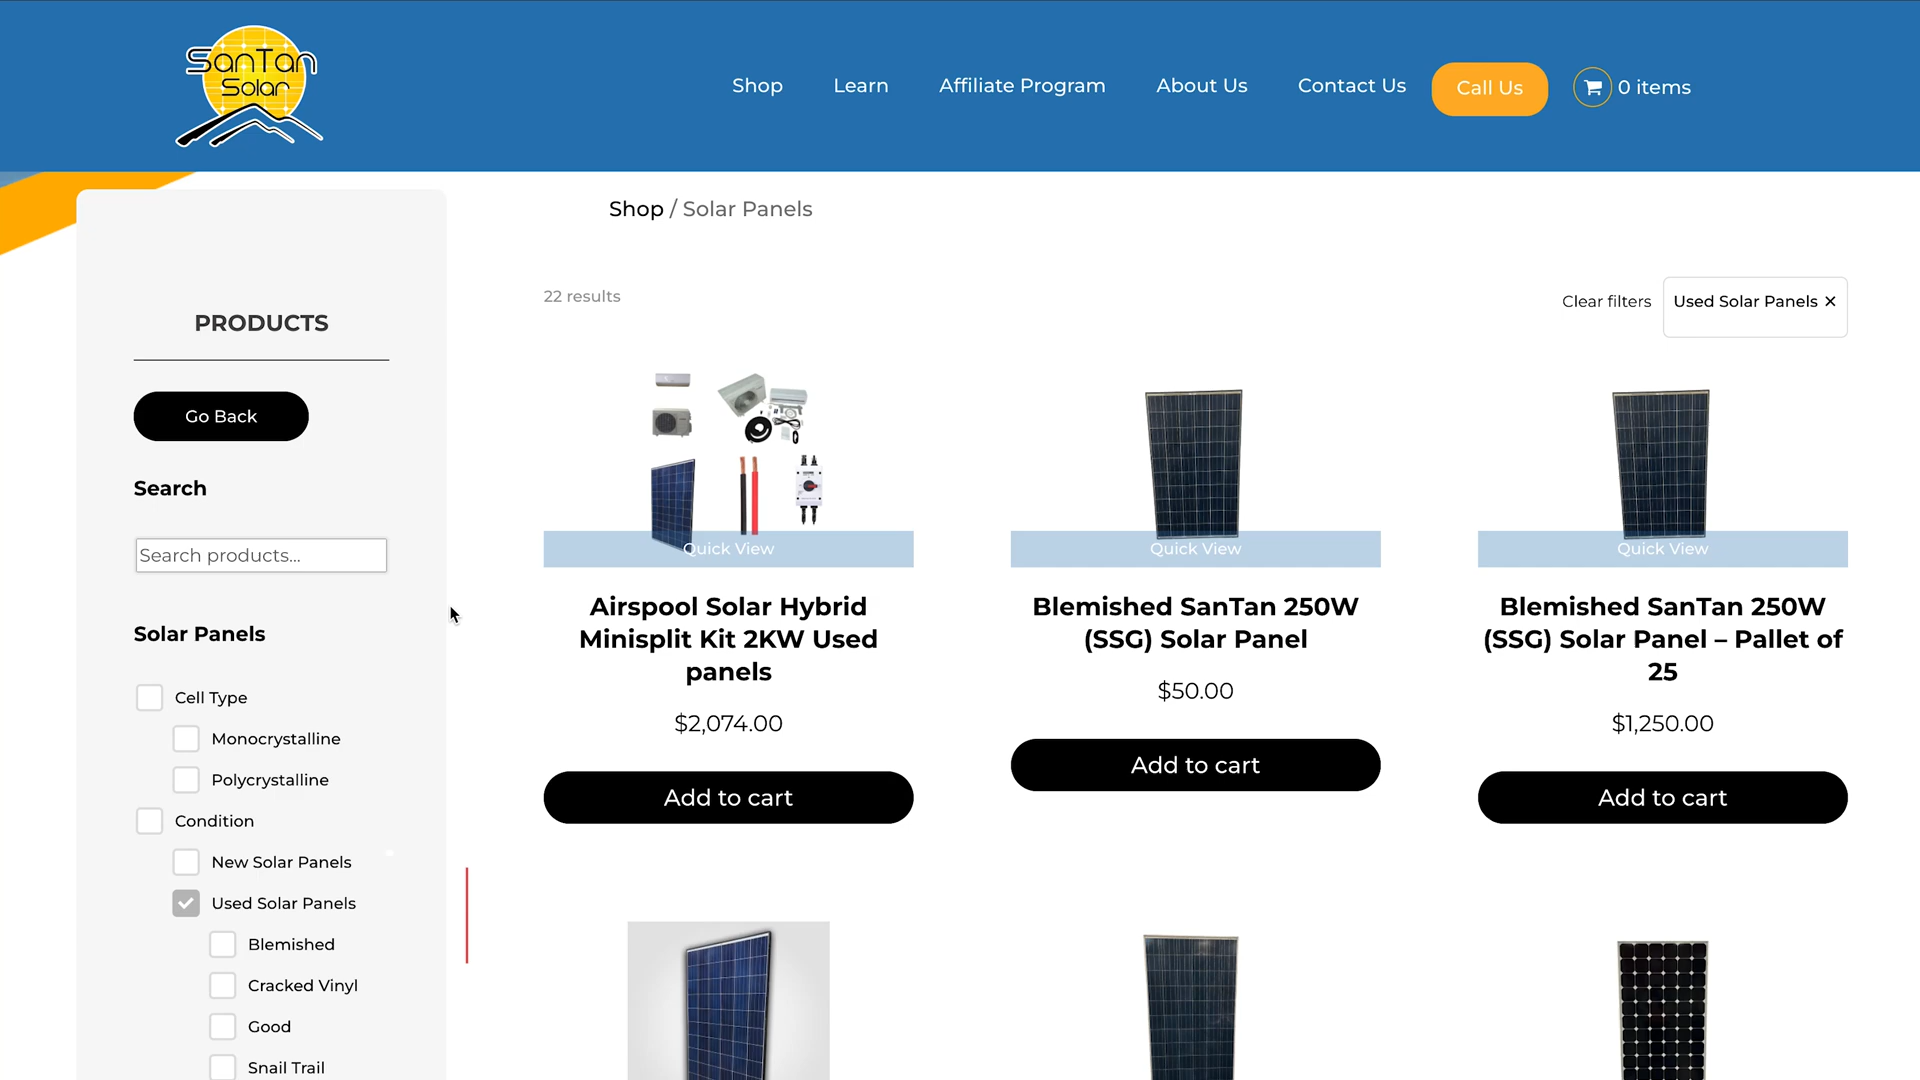 SanTan
Solar
Shop
Learn
Affiliate Program
About Us
Contact Us
Call Us
0 items
Shop / Solar Panels
PRODUCTS
Go Back
Search
Search products...
Solar Panels
Cell Type
Monocrystalline
Polycrystalline
Condition
New Solar Panels
Used Solar Panels
Blemished
Cracked Vinyl
Good
Snail Trail
22 results
Clear filters
Used Solar Panels ×
Quick View
Airspool Solar Hybrid
Minisplit Kit 2KW Used
panels
$2,074.00
Add to cart
Quick View
Blemished SanTan 250W
(SSG) Solar Panel
$50.00
Add to cart
Quick View
Blemished SanTan 250W
(SSG) Solar Panel – Pallet of
25
$1,250.00
Add to cart